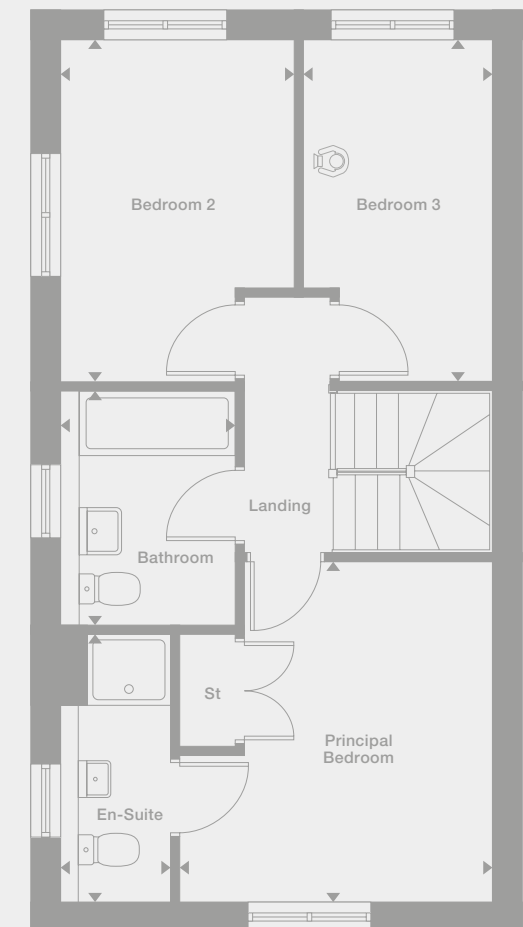 Bedroom 2
Bedroom 3
Landing
Bathroom
St
Principal
Bedroom
En-Suite